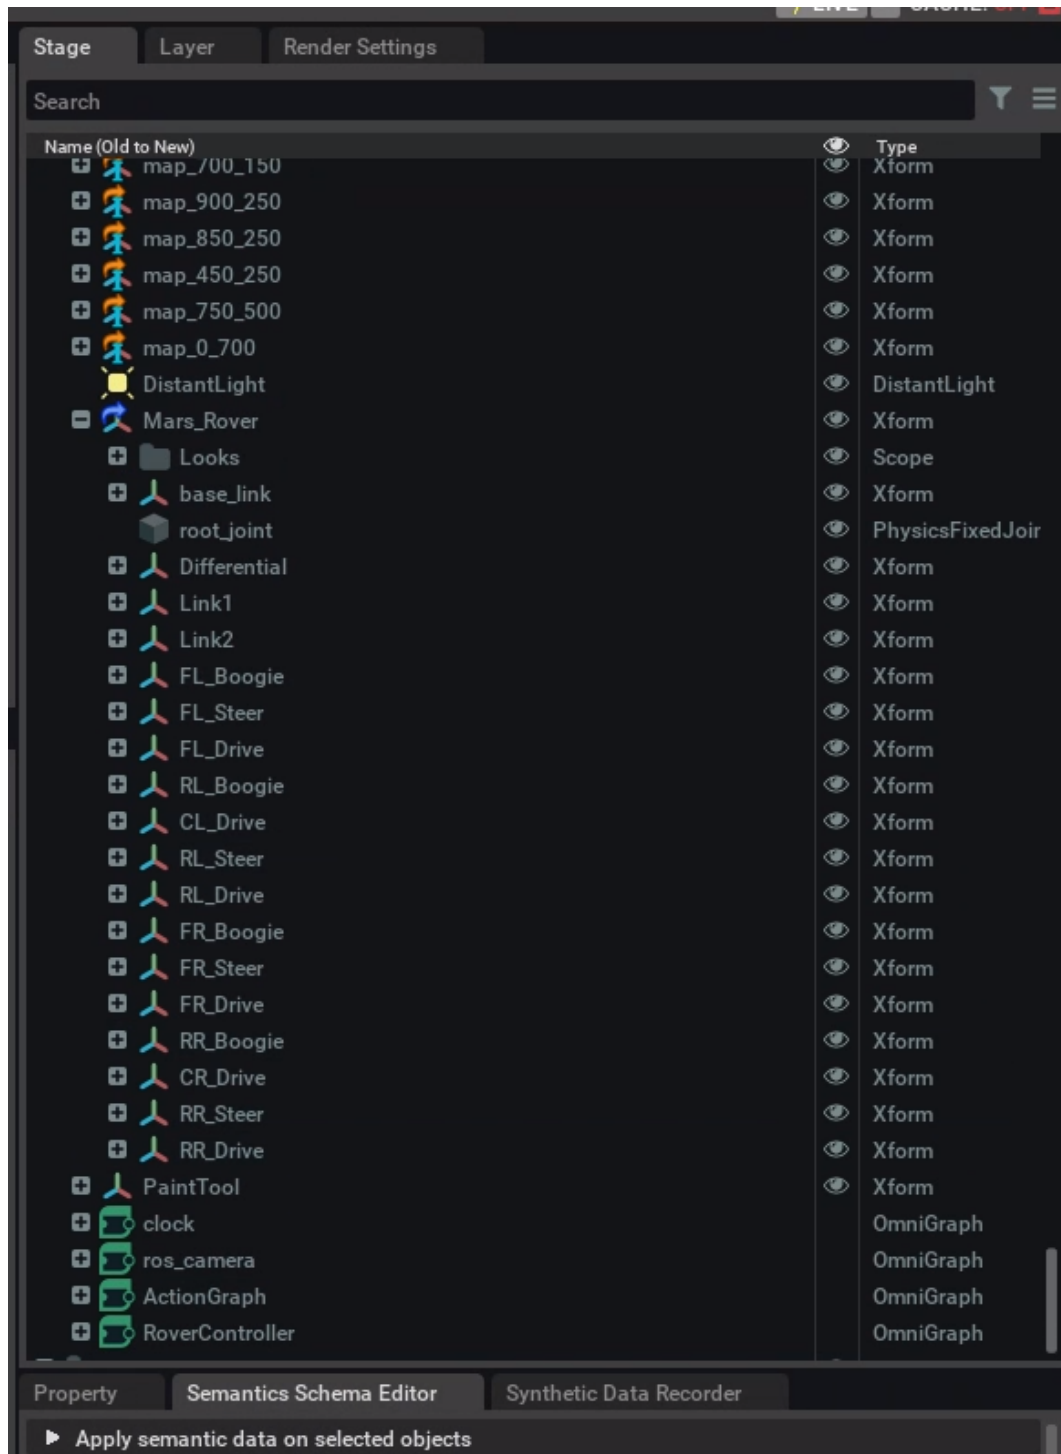 LIVE CACHE:
Stage Layer Render Settings
Search
Name (Old to New) Type
map_700_150 Xform
map_900_250 Xform
map_850_250 Xform
map_450_250 Xform
map_750_500 Xform
map_0_700 Xform
DistantLight DistantLight
Mars_Rover Xform
Looks Scope
base_link Xform
root_joint PhysicsFixedJoir
Differential Xform
Link1 Xform
Link2 Xform
FL_Boogie Xform
FL_Steer Xform
FL_Drive Xform
RL_Boogie Xform
CL_Drive Xform
RL_Steer Xform
RL_Drive Xform
FR_Boogie Xform
FR_Steer Xform
FR_Drive Xform
RR_Boogie Xform
CR_Drive Xform
RR_Steer Xform
RR_Drive Xform
PaintTool Xform
clock OmniGraph
ros_camera OmniGraph
ActionGraph OmniGraph
RoverController OmniGraph
Property Semantics Schema Editor Synthetic Data Recorder
Apply semantic data on selected objects